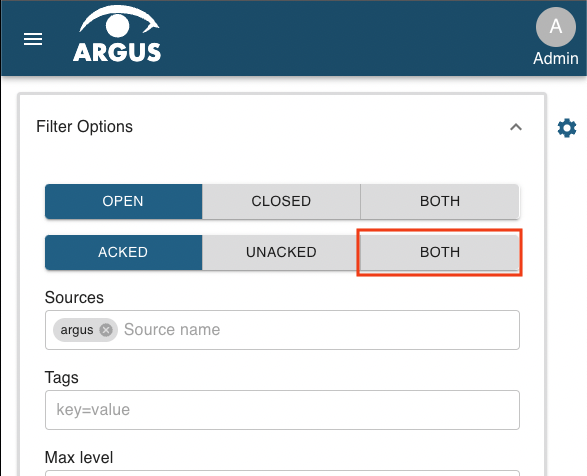 ARGUS
A
Admin
Filter Options
OPEN CLOSED BOTH
ACKED UNACKED BOTH
Sources
argus Source name
Tags
key=value
Max level